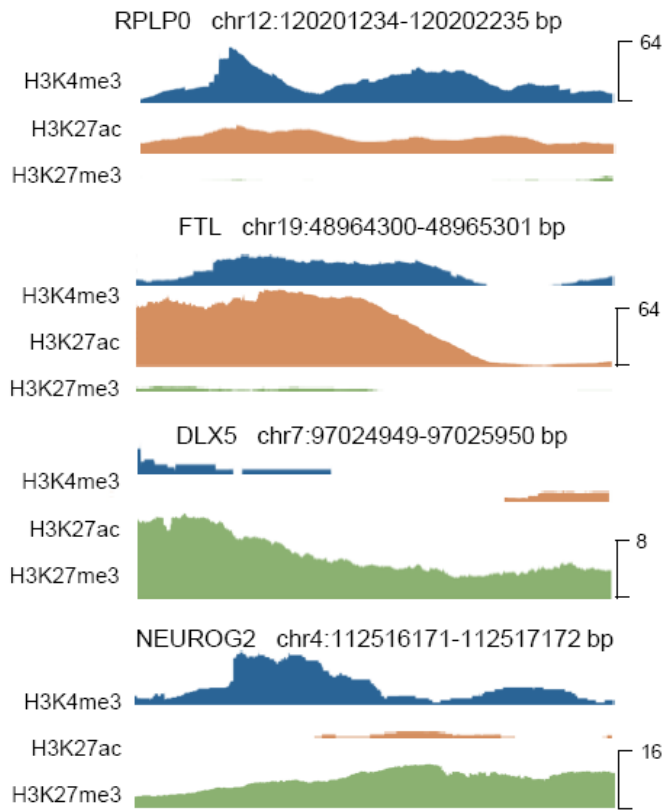 RPLP0 chr12:120201234-120202235 bp
64
H3K4me3
H3K27ac
H3K27me3
FTL chr19:48964300-48965301 bp
H3K4me3
64
H3K27ac
H3K27me3
DLX5 chr7:97024949-97025950 bp
H3K4me3
H3K27ac
8
H3K27me3
NEUROG2 chr4:112516171-112517172 bp
H3K4me3
H3K27ac
16
H3K27me3